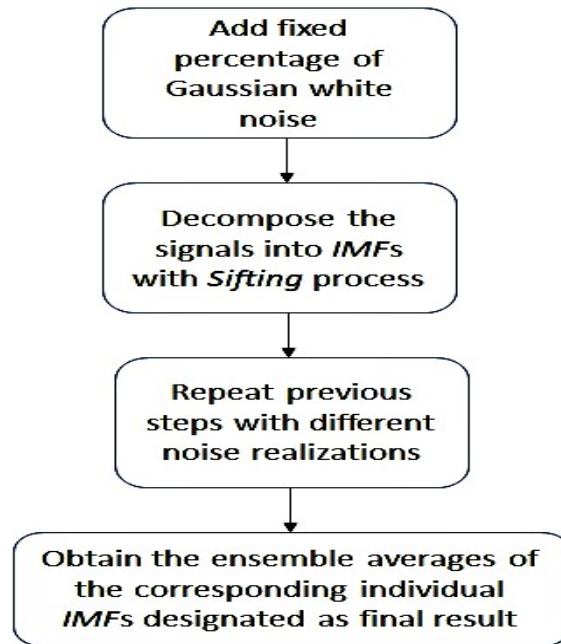 Add fixed
percentage of
Gaussian white
noise
Decompose the
signals into IMFs
with Sifting process
Repeat previous
steps with different
noise realizations
Obtain the ensemble averages of
the corresponding individual
IMFs designated as final result